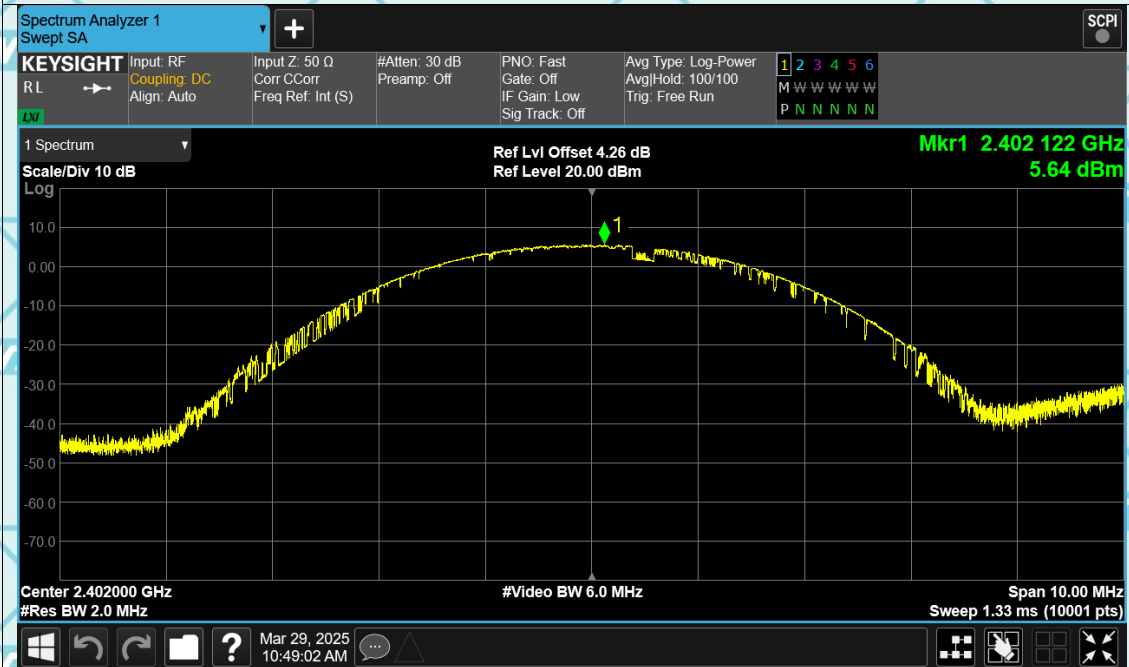 Spectrum Analyzer 1
Swept SA
SCPI
KEYSIGHT
RL
LXI
Input: RF
Coupling: DC
Align: Auto
Input Z: 50 Ω
Corr CCorr
Freq Ref: Int (S)
#Atten: 30 dB
Preamp: Off
PNO: Fast
Gate: Off
IF Gain: Low
Sig Track: Off
Avg Type: Log-Power
Avg|Hold: 100/100
Trig: Free Run
1 2 3 4 5 6
M W W W W W
P N N N N N
1 Spectrum
Scale/Div 10 dB
Log
Ref Lvl Offset 4.26 dB
Ref Level 20.00 dBm
Mkr1 2.402 122 GHz
5.64 dBm
1
10.0
0.00
-10.0
-20.0
-30.0
-40.0
-50.0
-60.0
-70.0
Center 2.402000 GHz
#Res BW 2.0 MHz
#Video BW 6.0 MHz
Span 10.00 MHz
Sweep 1.33 ms (10001 pts)
?
Mar 29, 2025
10:49:02 AM